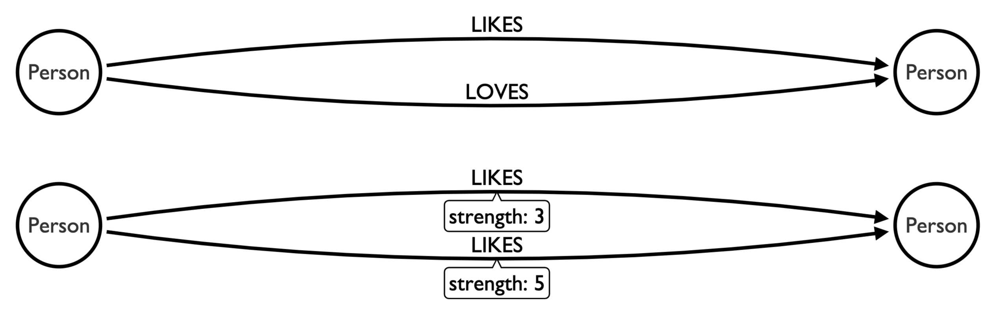 LIKES
Person
Person
LOVES
LIKES
strength: 3
Person
Person
LIKES
strength: 5